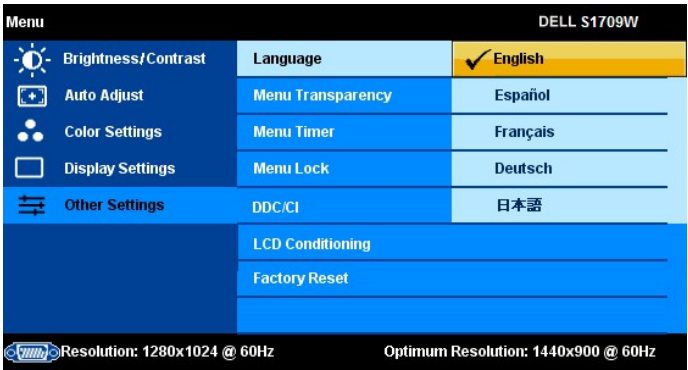 Menu DELL S1709W
Brightness/Contrast Language English
Auto Adjust Menu Transparency Español
Color Settings Menu Timer Français
Display Settings Menu Lock Deutsch
Other Settings DDC/CI 日本語
LCD Conditioning
Factory Reset
Resolution: 1280x1024 @ 60Hz Optimum Resolution: 1440x900 @ 60Hz